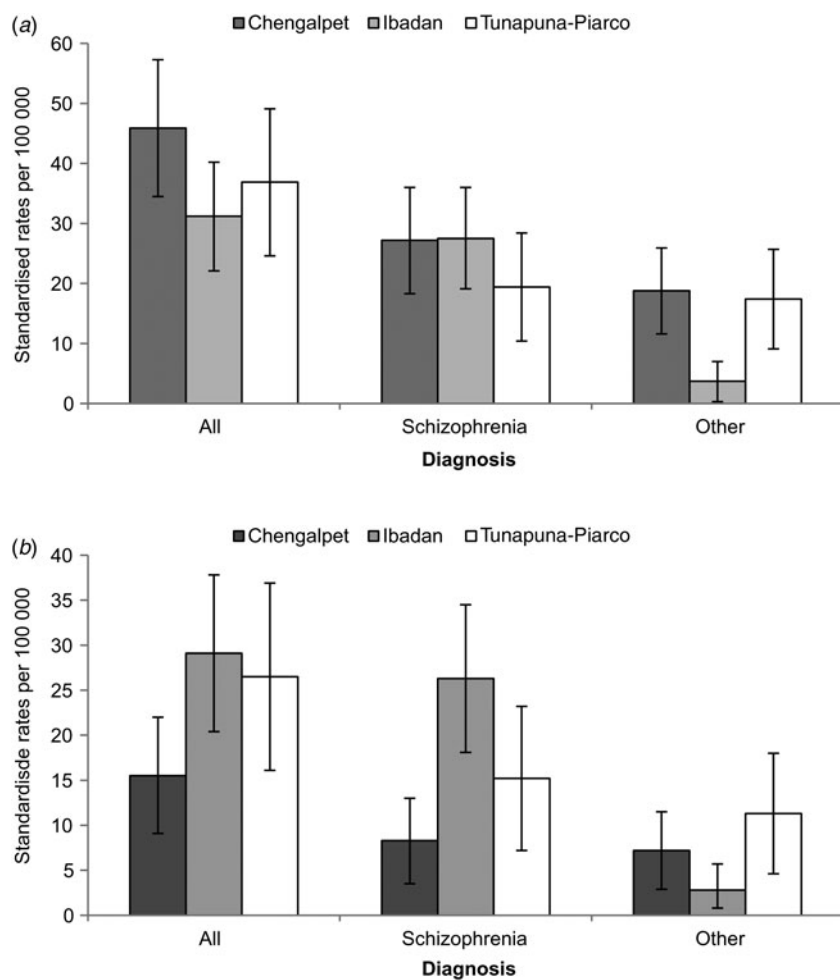 (a)
Chengalpet Ibadan Tunapuna-Piarco
Standardised rates per 100 000
60
50
40
30
20
10
0
All Schizophrenia Other
Diagnosis
(b)
Chengalpet Ibadan Tunapuna-Piarco
Standardisde rates per 100 000
40
35
30
25
20
15
10
5
0
All Schizophrenia Other
Diagnosis